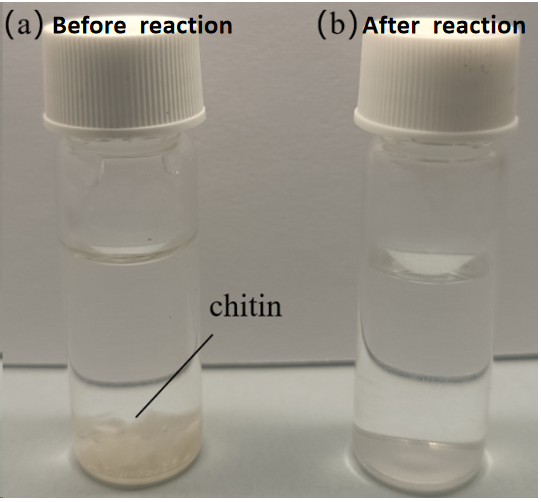 (a) Before reaction
(b) After reaction
chitin